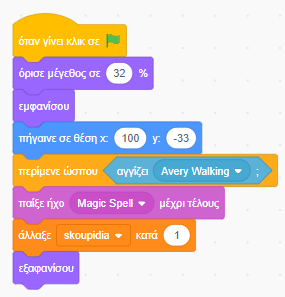 όταν γίνει κλικ σε
όρισε μέγεθος σε 32 %
εμφανίσου
πήγαινε σε θέση x: 100 y: -33
περίμενε ώσπου αγγίζει Avery Walking ;
παίξε ήχο Magic Spell μέχρι τέλους
άλλαξε skoupidia κατά 1
εξαφανίσου